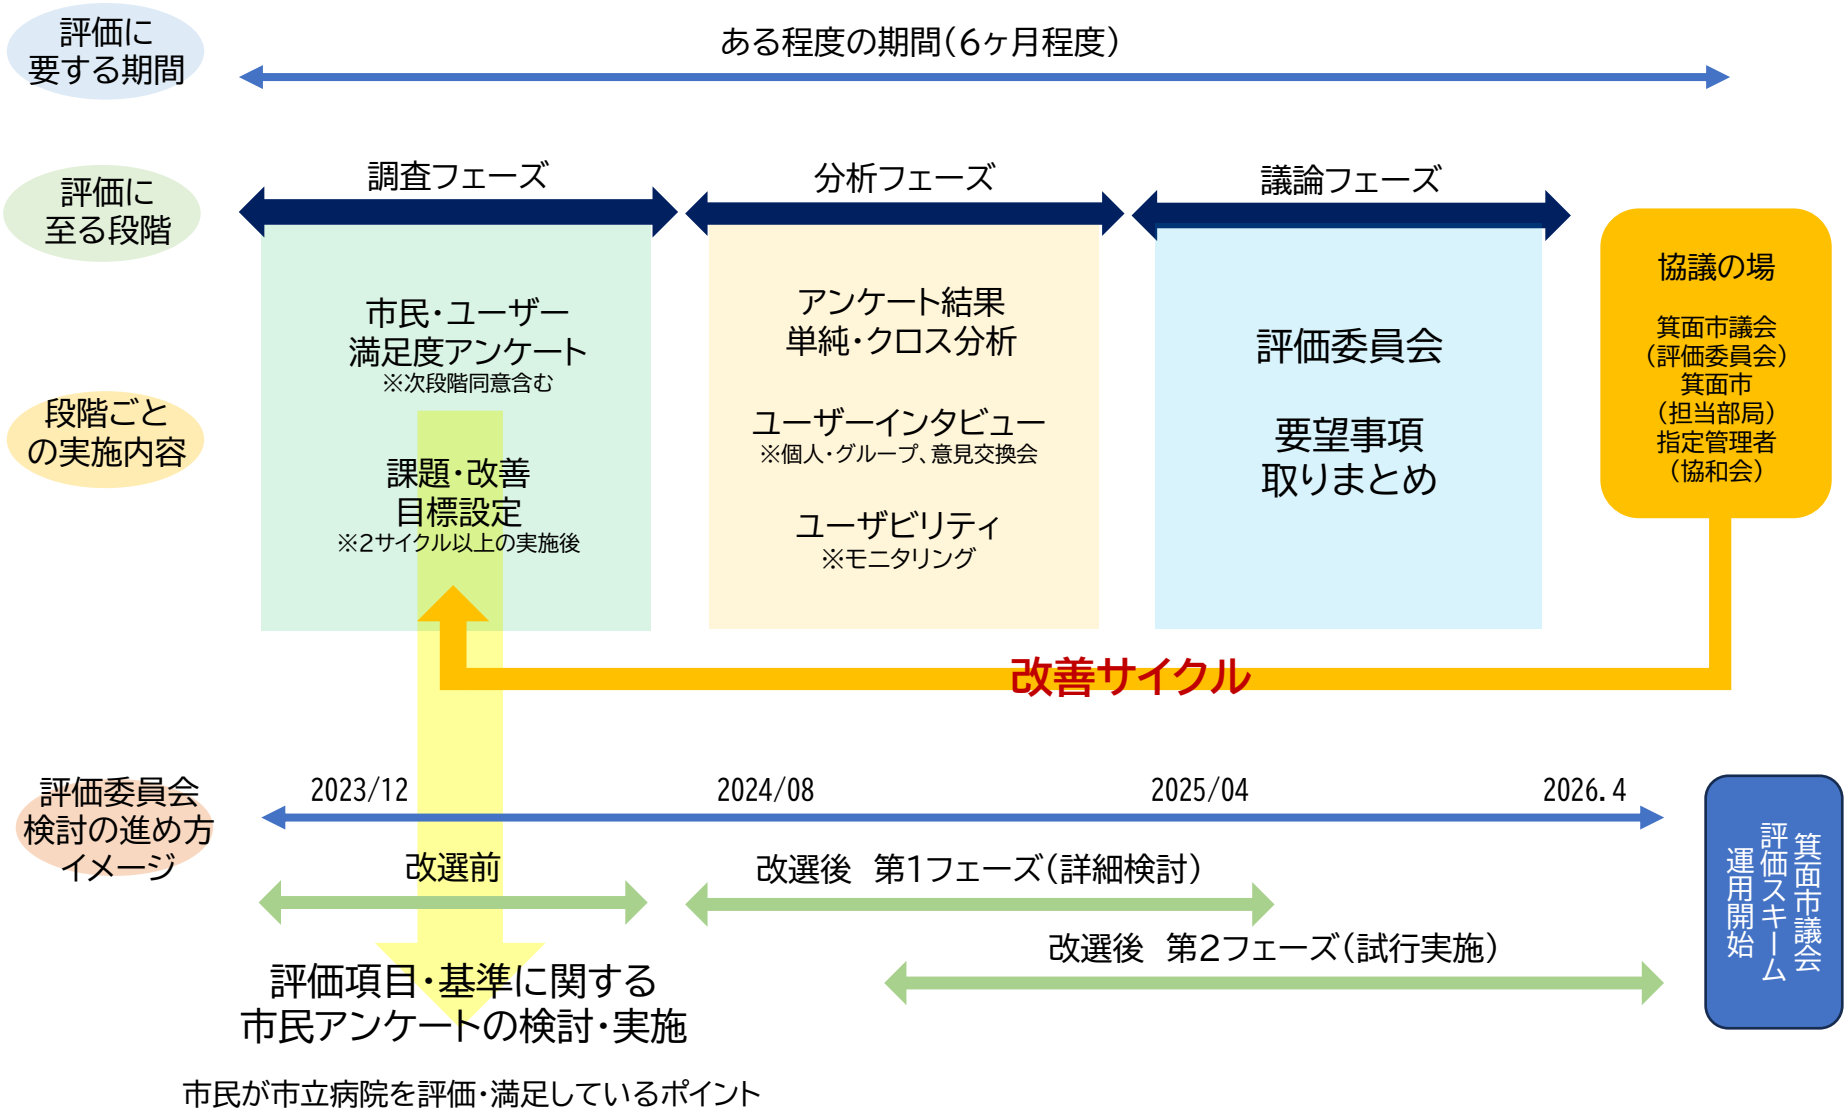 評価に
要する期間
ある程度の期間(6ヶ月程度)
評価に
至る段階
調査フェーズ
分析フェーズ
議論フェーズ
段階ごと
の実施内容
市民・ユーザー
満足度アンケート
※次段階同意含む
課題・改善
目標設定
※2サイクル以上の実施後
アンケート結果
単純・クロス分析
ユーザーインタビュー
※個人・グループ、意見交換会
ユーザビリティ
※モニタリング
評価委員会
要望事項
取りまとめ
協議の場
箕面市議会
(評価委員会)
箕面市
(担当部局)
指定管理者
(協和会)
改善サイクル
評価委員会
検討の進め方
イメージ
2023/12
2024/08
2025/04
2026.4
改選前
改選後 第1フェーズ(詳細検討)
改選後 第2フェーズ(試行実施)
箕面市議会
評価スキーム
運用開始
評価項目・基準に関する
市民アンケートの検討・実施
市民が市立病院を評価・満足しているポイント